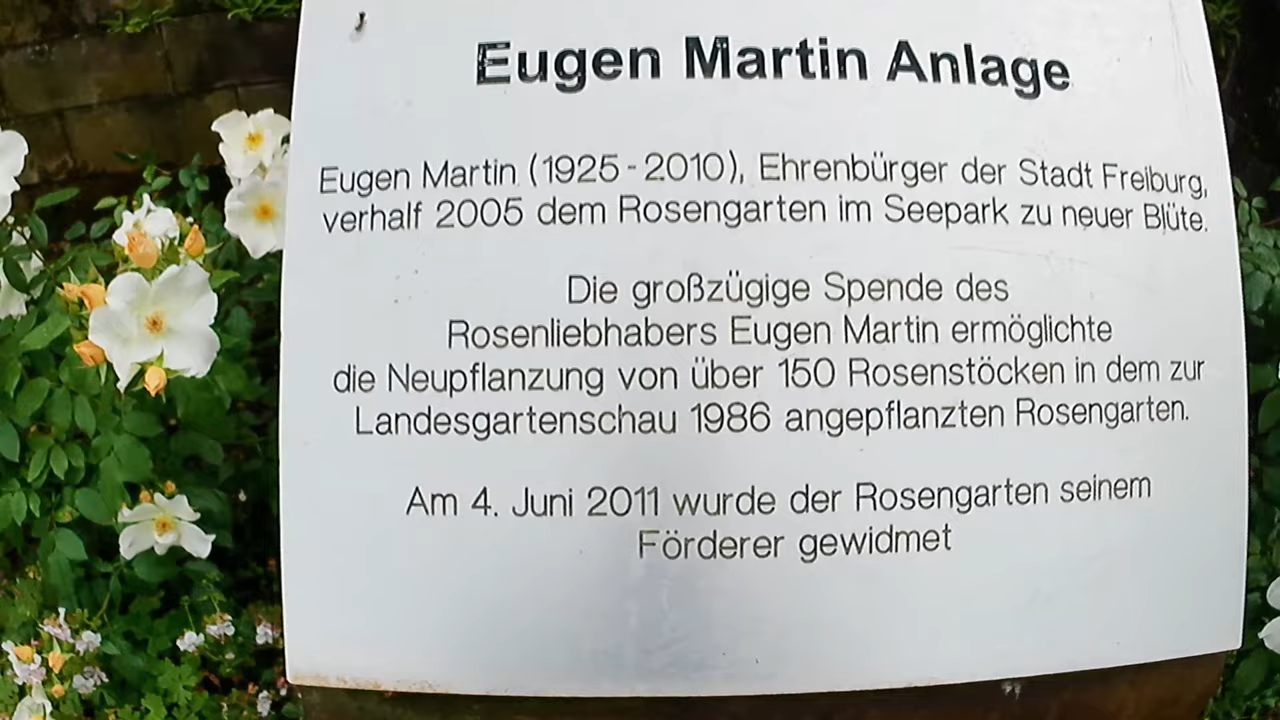 Eugen Martin Anlage
Eugen Martin (1925 - 2010), Ehrenbürger der Stadt Freiburg,
verhalf 2005 dem Rosengarten im Seepark zu neuer Blüte.
Die großzügige Spende des
Rosenliebhabers Eugen Martin ermöglichte
die Neupflanzung von über 150 Rosenstöcken in dem zur
Landesgartenschau 1986 angepflanzten Rosengarten.
Am 4. Juni 2011 wurde der Rosengarten seinem
Förderer gewidmet